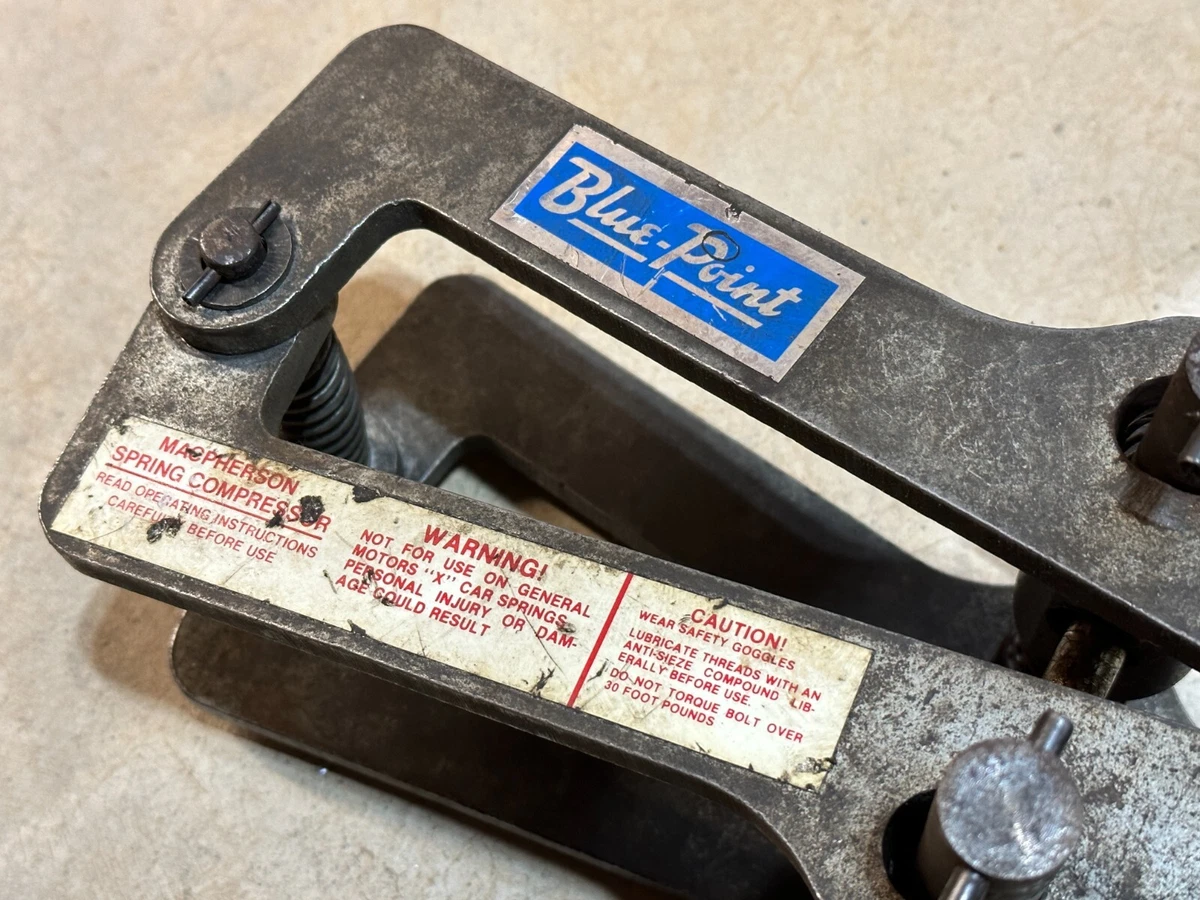 Blue-Point
MACPHERSON
SPRING COMPRESSOR
READ OPERATING INSTRUCTIONS
CAREFULLY BEFORE USE
WARNING!
NOT FOR USE ON GENERAL
MOTORS "X" CAR SPRINGS
PERSONAL INJURY OR DAM-
AGE COULD RESULT
CAUTION!
WEAR SAFETY GOGGLES
LUBRICATE THREADS WITH AN
ANTI-SIEZE COMPOUND LIB-
ERALLY BEFORE USE.
DO NOT TORQUE BOLT OVER
30 FOOT POUNDS